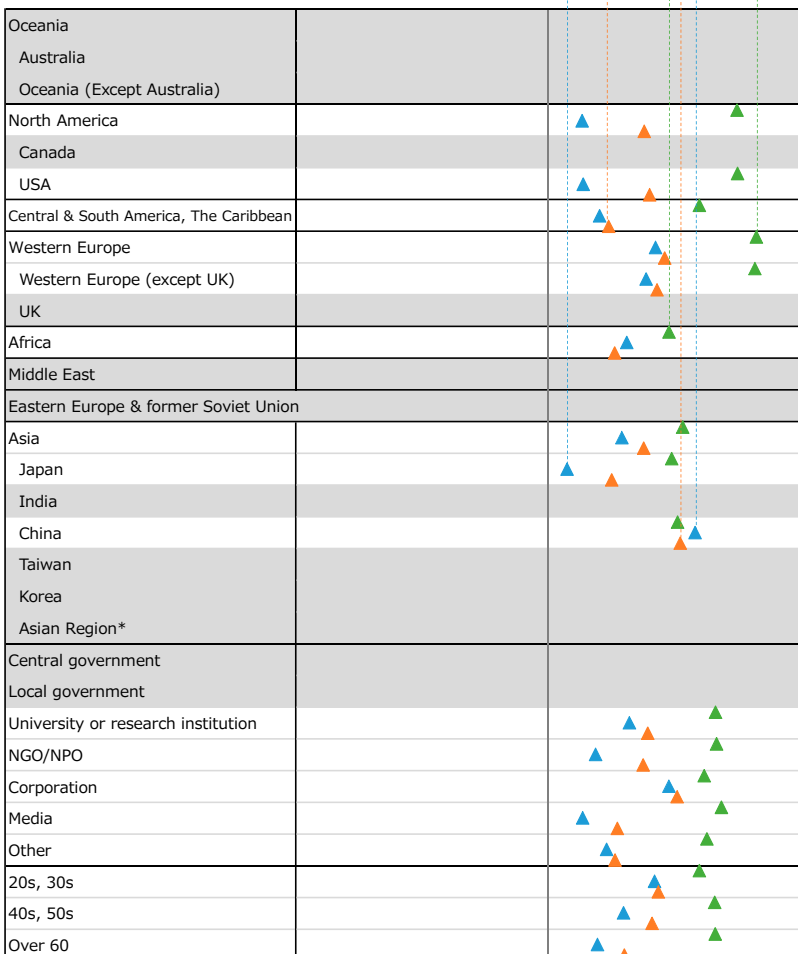 Oceania
Australia
Oceania (Except Australia)
North America
Canada
USA
Central & South America, The Caribbean
Western Europe
Western Europe (except UK)
UK
Africa
Middle East
Eastern Europe & former Soviet Union
Asia
Japan
India
China
Taiwan
Korea
Asian Region*
Central government
Local government
University or research institution
NGO/NPO
Corporation
Media
Other
20s, 30s
40s, 50s
Over 60